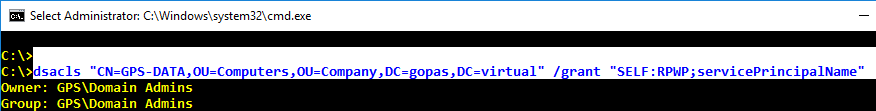 Select Administrator: C:\Windows\system32\cmd.exe
C:\>
C:\>dsacls "CN=GPS-DATA,OU=Computers,OU=Company,DC=gopas,DC=virtual" /grant "SELF:RPWP;servicePrincipalName"
Owner: GPS\Domain Admins
Group: GPS\Domain Admins